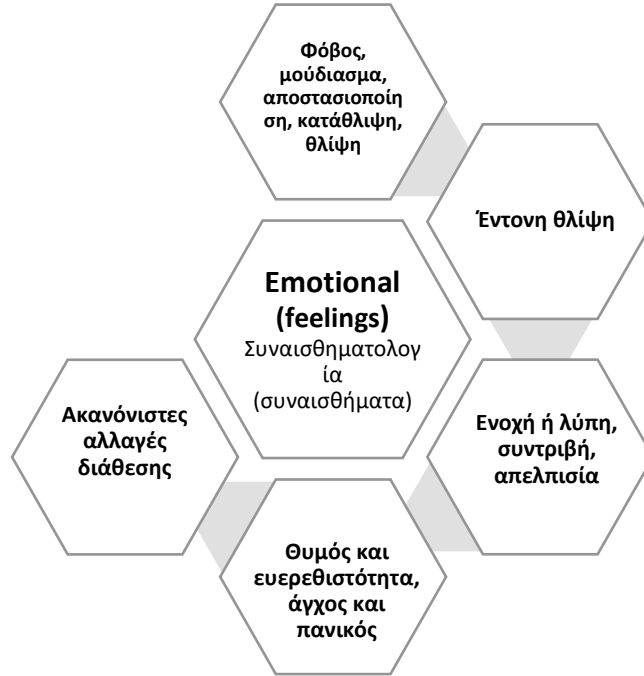 Φόβος,
μούδιασμα,
αποστασιοποίη
ση, κατάθλιψη,
θλίψη
Έντονη θλίψη
Emotional
(feelings)
Συναισθηματολογ
ία
(συναισθήματα)
Ενοχή ή λύπη,
συντριβή,
απελπισία
Θυμός και
ευερεθιστότητα,
άγχος και
πανικός
Ακανόνιστες
αλλαγές
διάθεσης